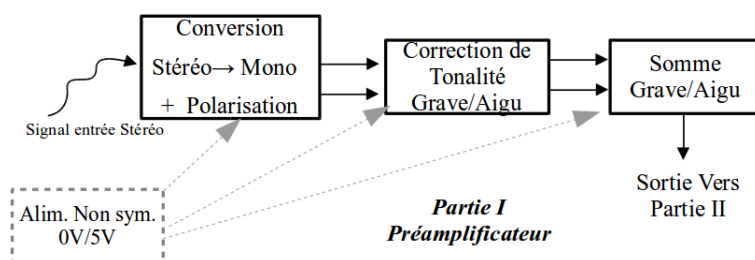 Conversion
Stéréo→ Mono
+ Polarisation
Correction de
Tonalité
Grave/Aigu
Somme
Grave/Aigu
Signal entrée Stéréo
Alim. Non sym.
0V/5V
Partie I
Préamplificateur
Sortie Vers
Partie II